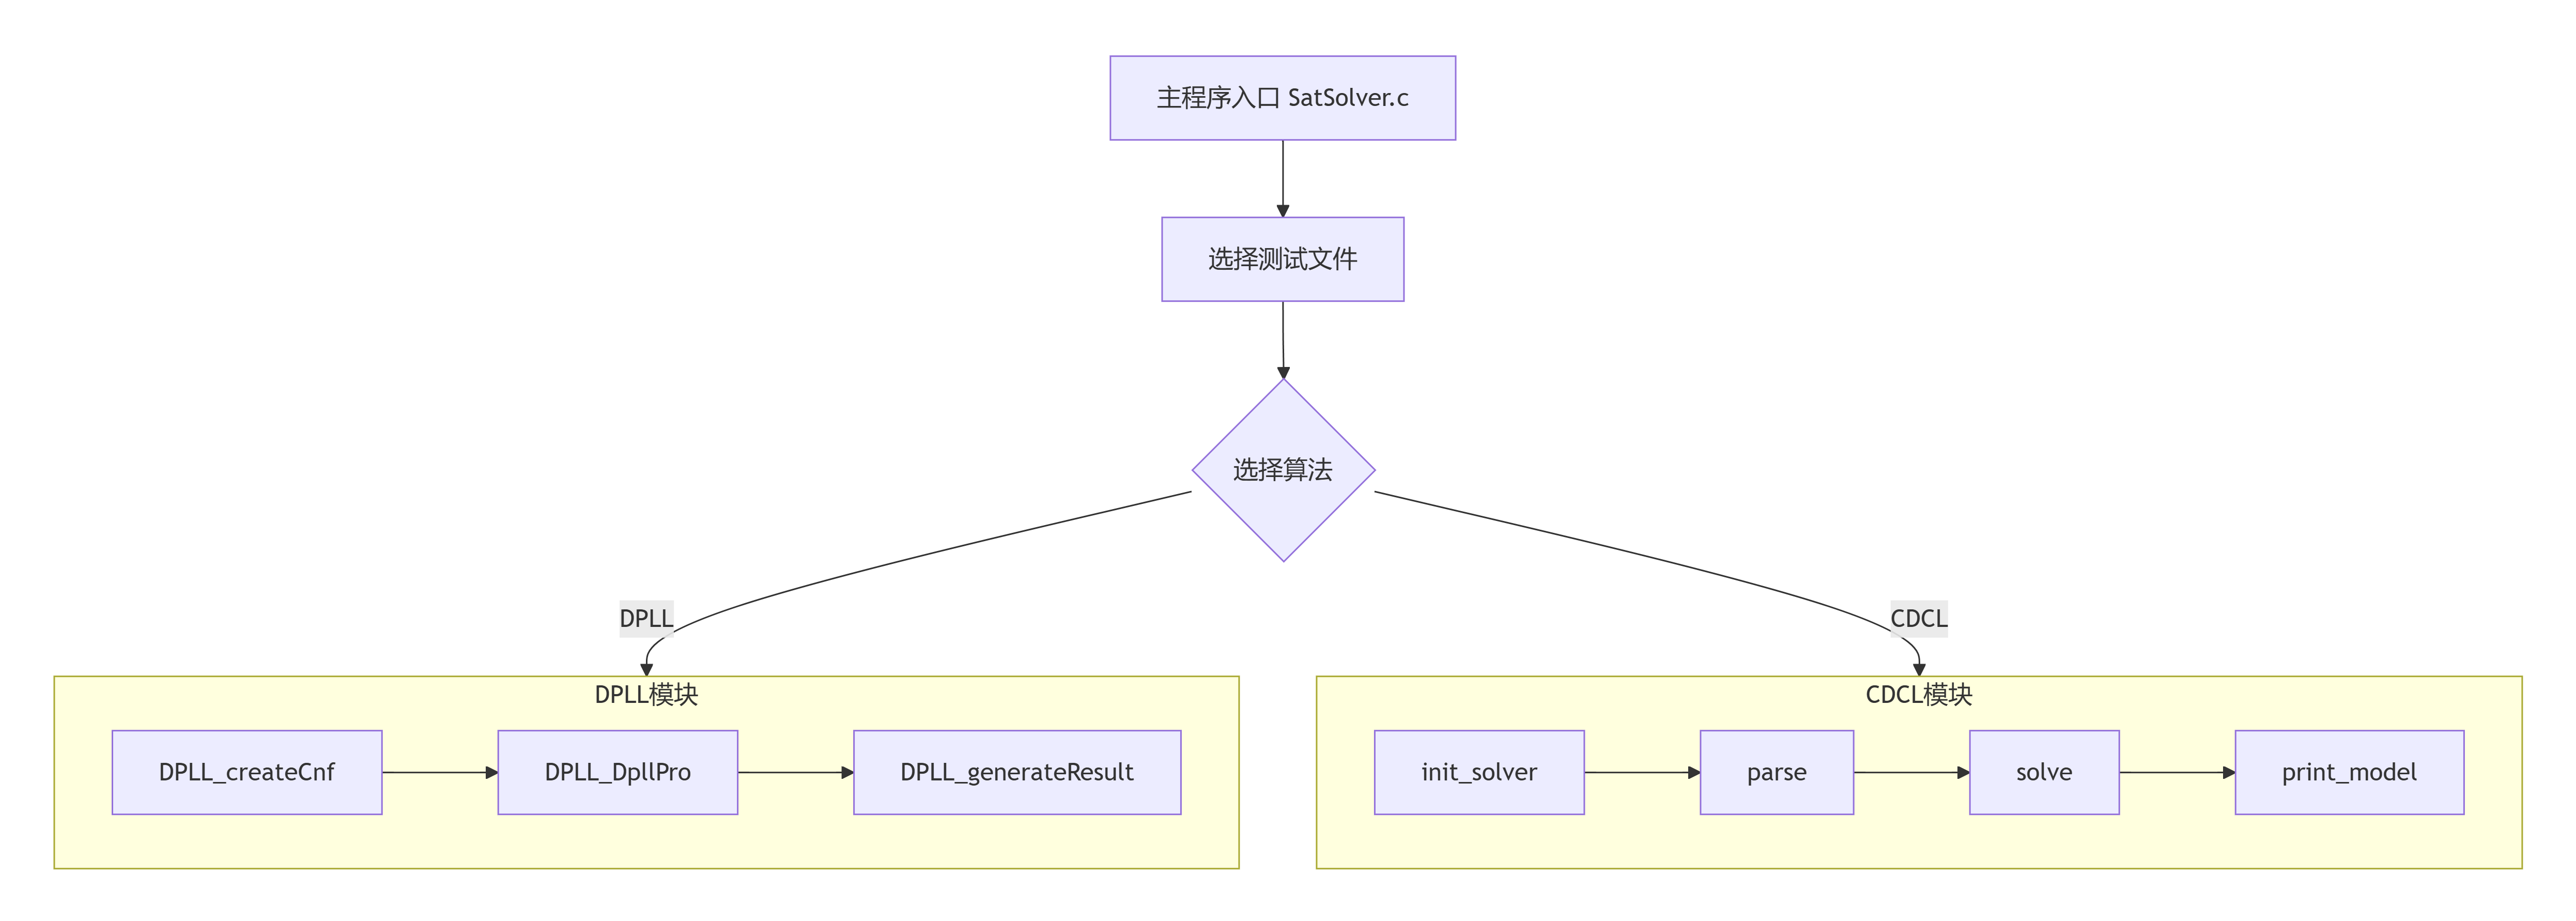 主程序入口 SatSolver.c
选择测试文件
选择算法
DPLL
CDCL
DPLL模块
DPLL_createCnf
DPLL_DpllPro
DPLL_generateResult
CDCL模块
init_solver
parse
solve
print_model